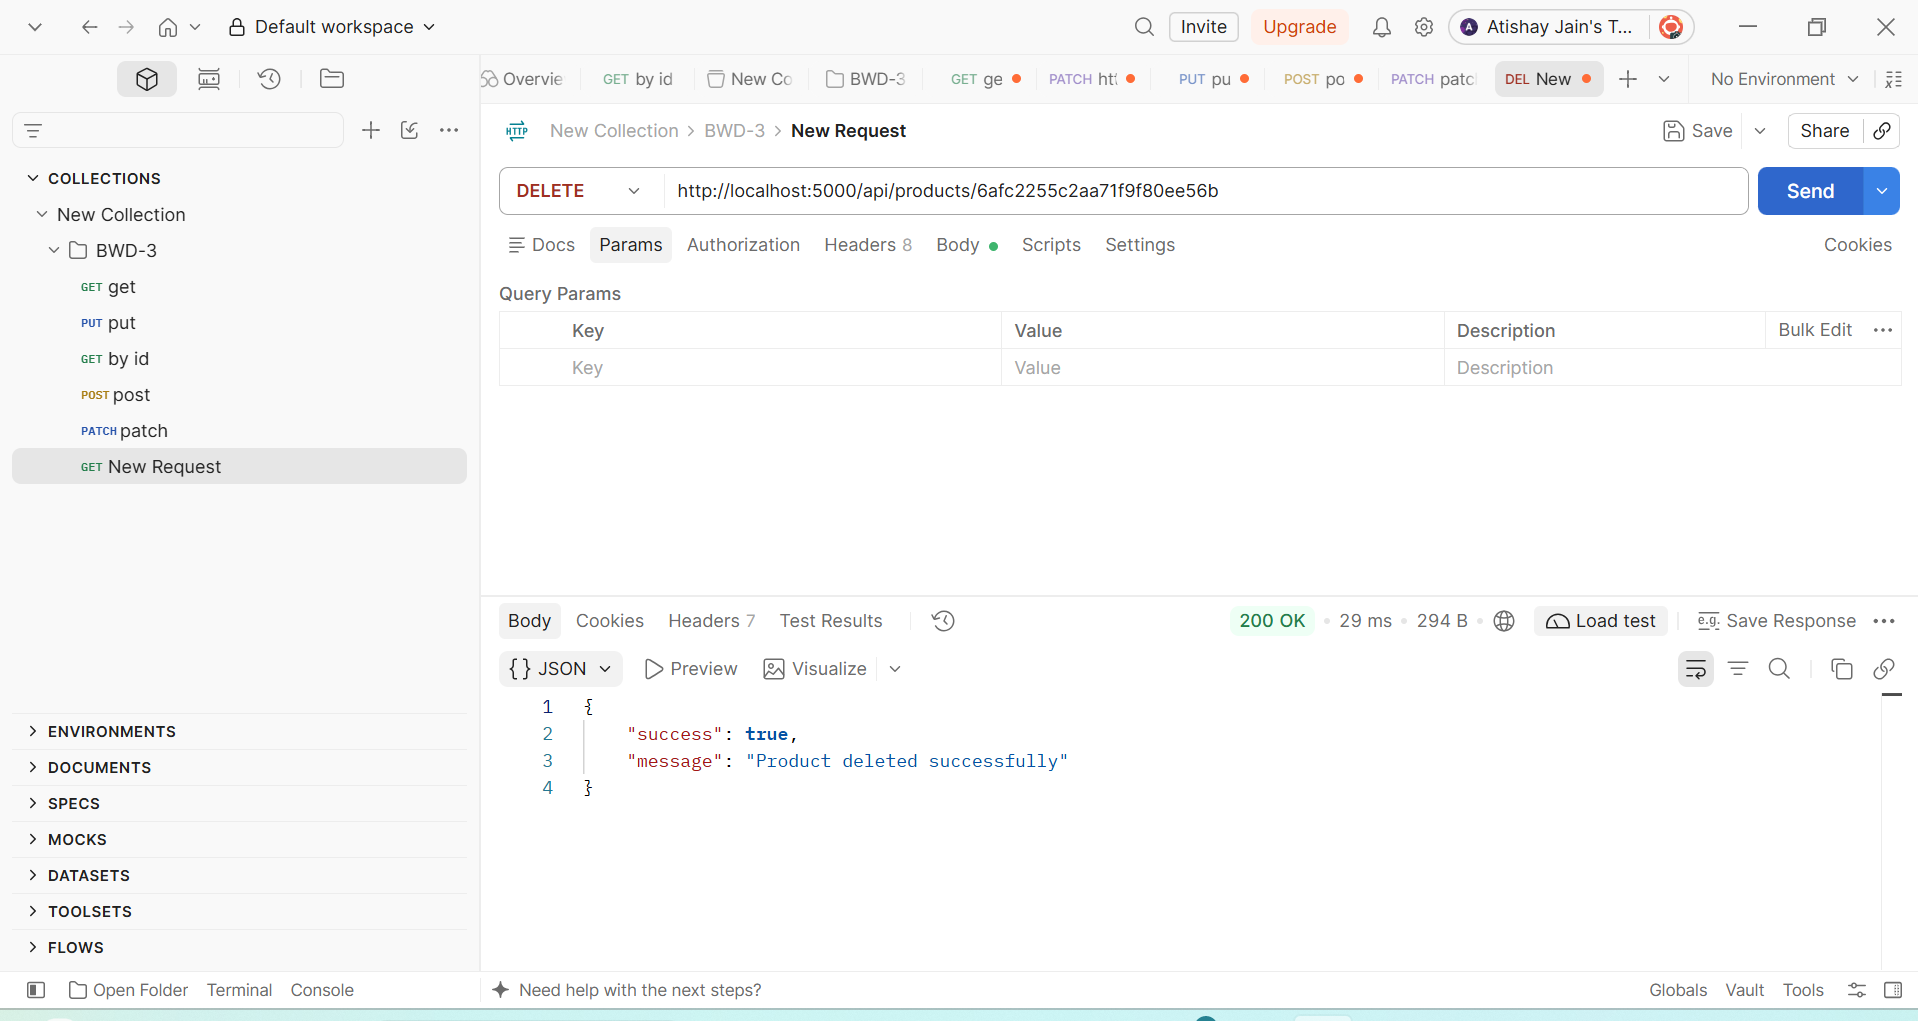 Default workspace
Invite
Upgrade
A
Atishay Jain's T...
Overvie
GET by id
New Co
BWD-3
GET ge
PATCH htt
PUT pu
POST po
PATCH patc
DEL New
No Environment
HTTP
New Collection > BWD-3 > New Request
Save
Share
COLLECTIONS
New Collection
BWD-3
GET get
PUT put
GET by id
POST post
PATCH patch
GET New Request
DELETE
http://localhost:5000/api/products/6afc2255c2aa71f9f80ee56b
Send
Docs
Params
Authorization
Headers 8
Body
Scripts
Settings
Cookies
Query Params
Key
Value
Description
Bulk Edit
Key
Value
Description
Body
Cookies
Headers 7
Test Results
200 OK
29 ms
294 B
Load test
e.g. Save Response
{} JSON
Preview
Visualize
1 {
2 "success": true,
3 "message": "Product deleted successfully"
4 }
ENVIRONMENTS
DOCUMENTS
SPECS
MOCKS
DATASETS
TOOLSETS
FLOWS
Open Folder
Terminal
Console
Need help with the next steps?
Globals
Vault
Tools